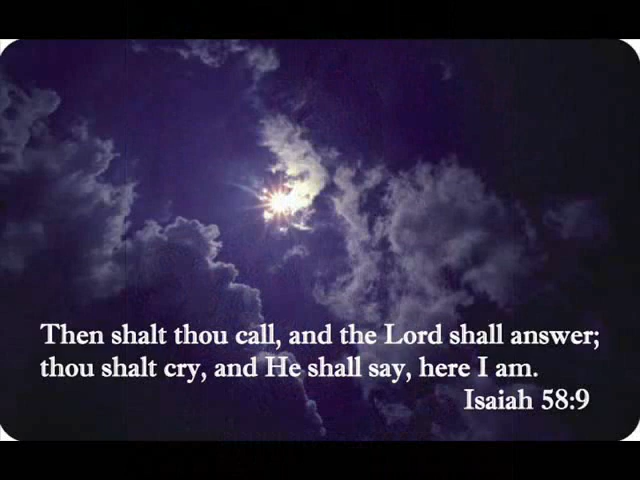 Then shalt thou call, and the Lord shall answer;
thou shalt cry, and He shall say, here I am.
Isaiah 58:9